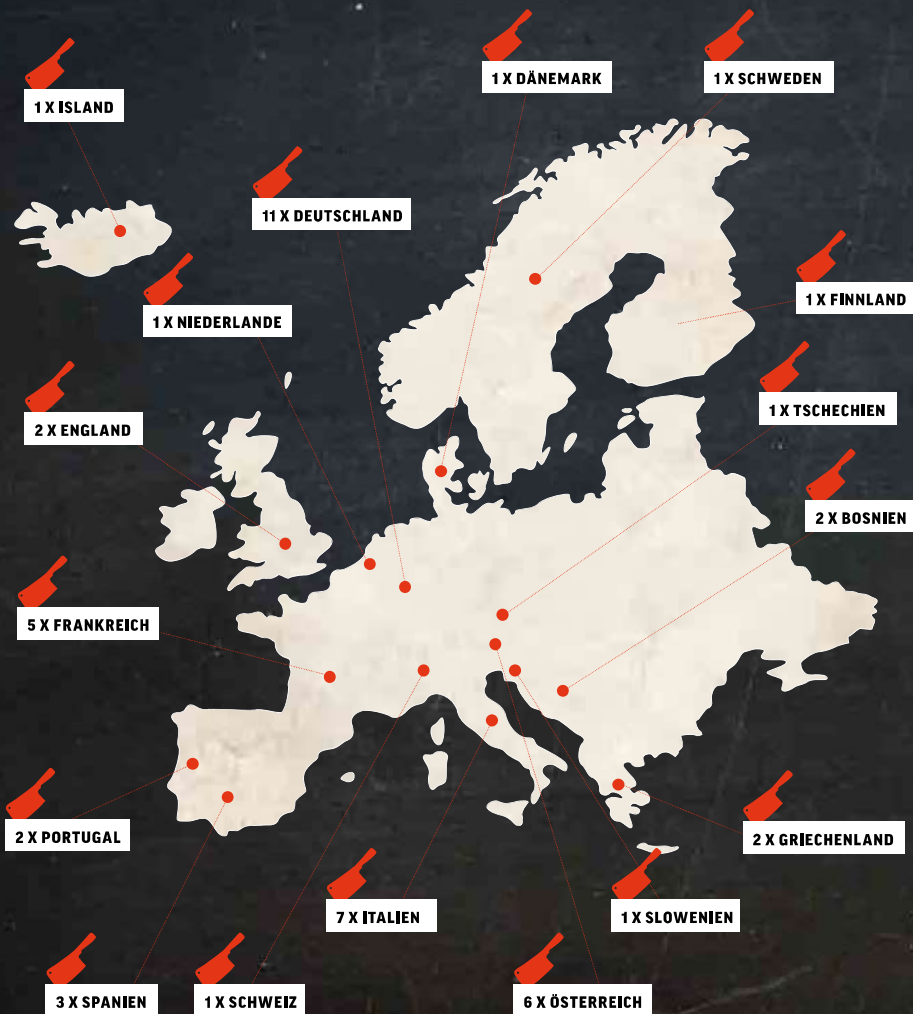 1 X DÄNEMARK
1 X SCHWEDEN
1 X ISLAND
11 X DEUTSCHLAND
1 X FINNLAND
1 X NIEDERLANDE
1 X TSCHECHIEN
2 X ENGLAND
2 X BOSNIEN
5 X FRANKREICH
2 X PORTUGAL
2 X GRIECHENLAND
7 X ITALIEN
1 X SLOWENIEN
3 X SPANIEN
1 X SCHWEIZ
6 X ÖSTERREICH